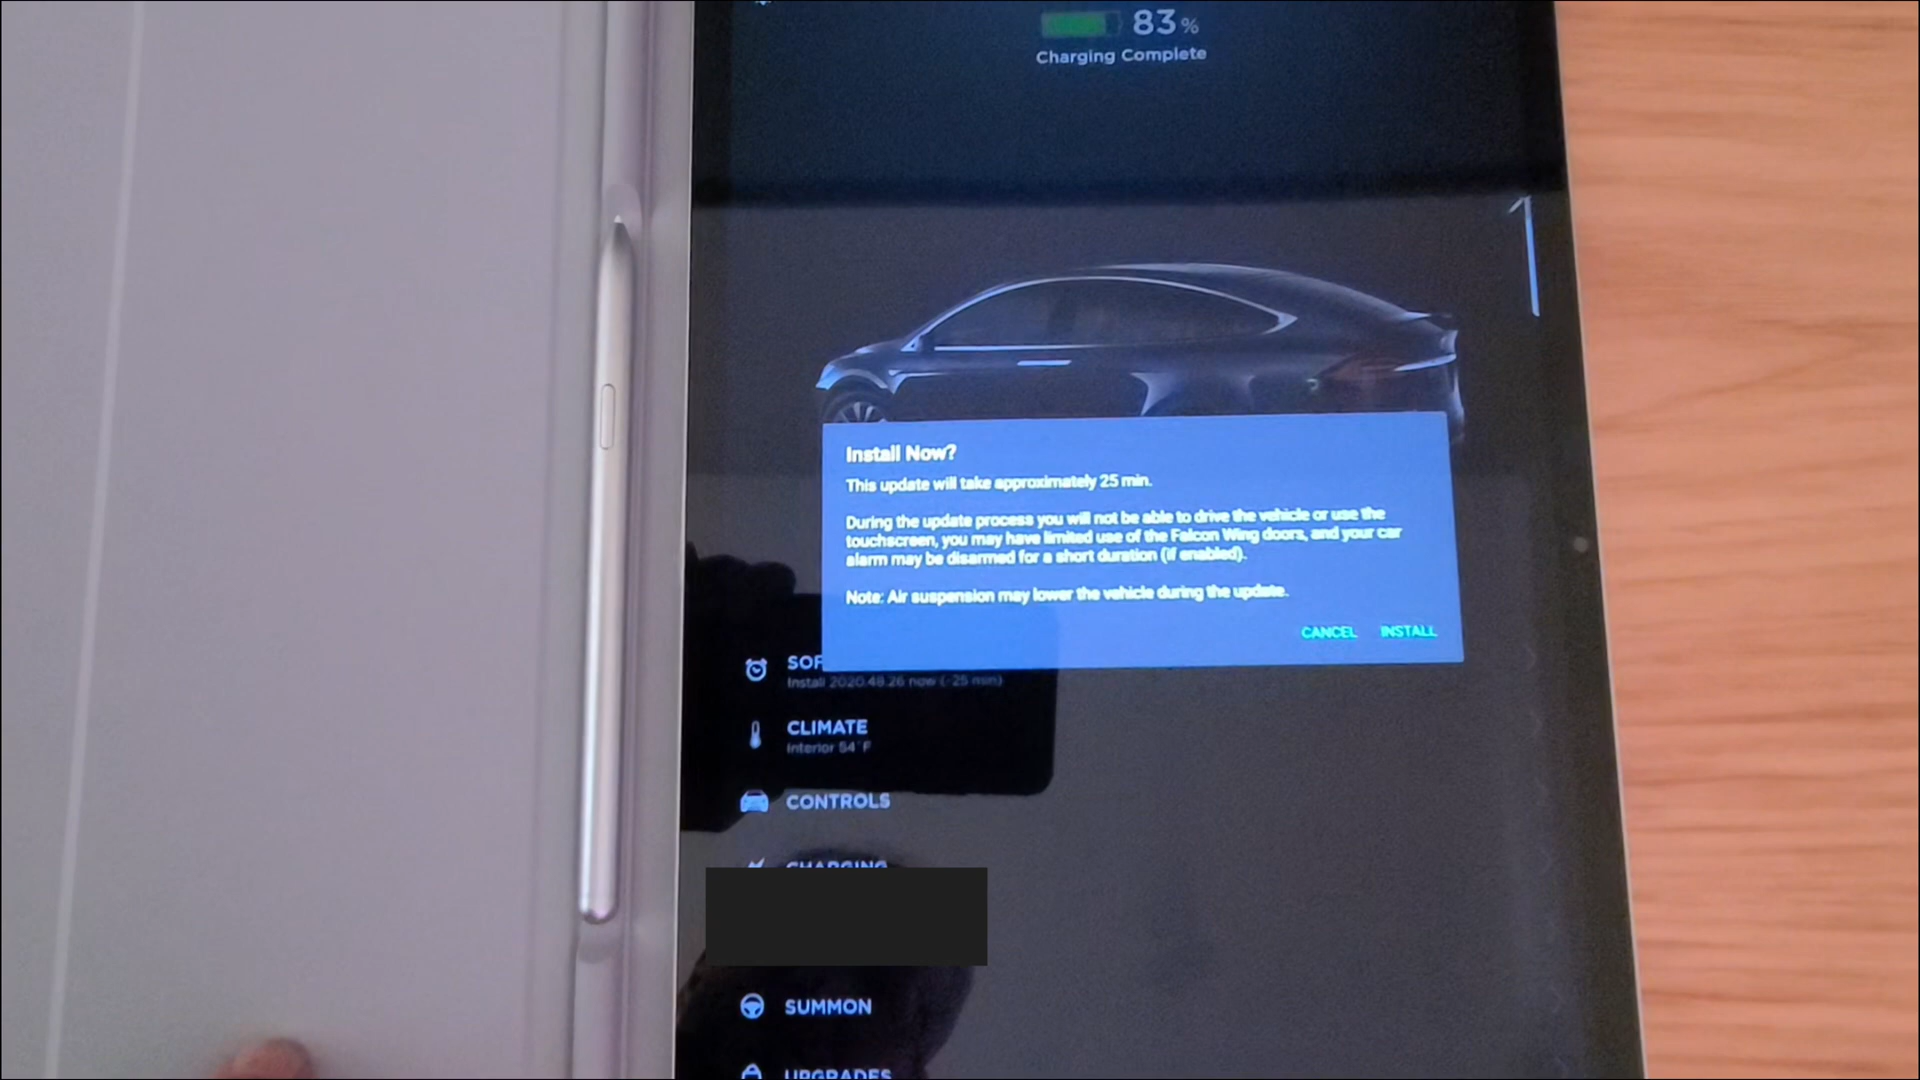 83%
Charging Complete
Install Now?
This update will take approximately 25 min.
During the update process you will not be able to drive the vehicle or use the
touchscreen, you may have limited use of the Falcon Wing doors, and your car
alarm may be disarmed for a short duration (if enabled).
Note: Air suspension may lower the vehicle during the update.
CANCEL INSTALL
SOF
Install 2020.48.26 now (~25 min)
CLIMATE
Interior 54°F
CONTROLS
CHARGING
SUMMON
UPGRADES